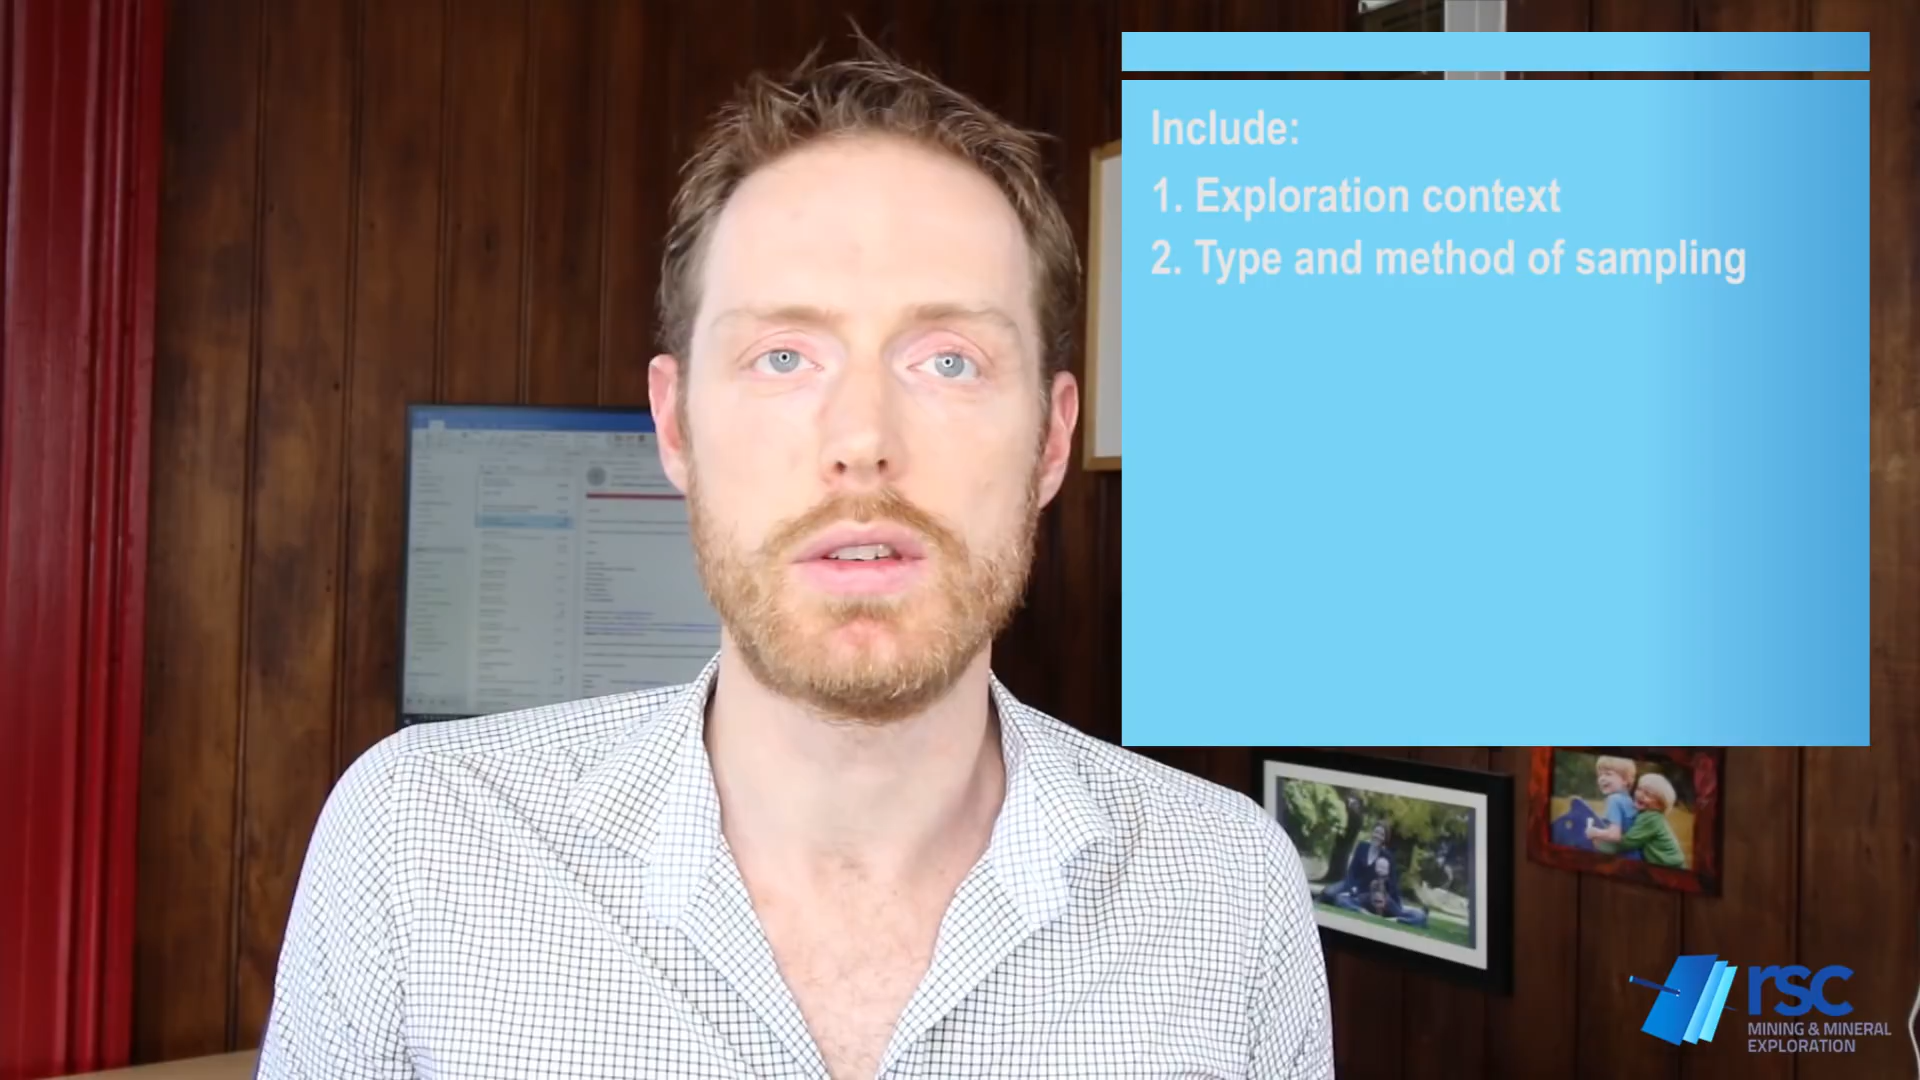 Include:
1. Exploration context
2. Type and method of sampling
rsc
MINING & MINERAL
EXPLORATION